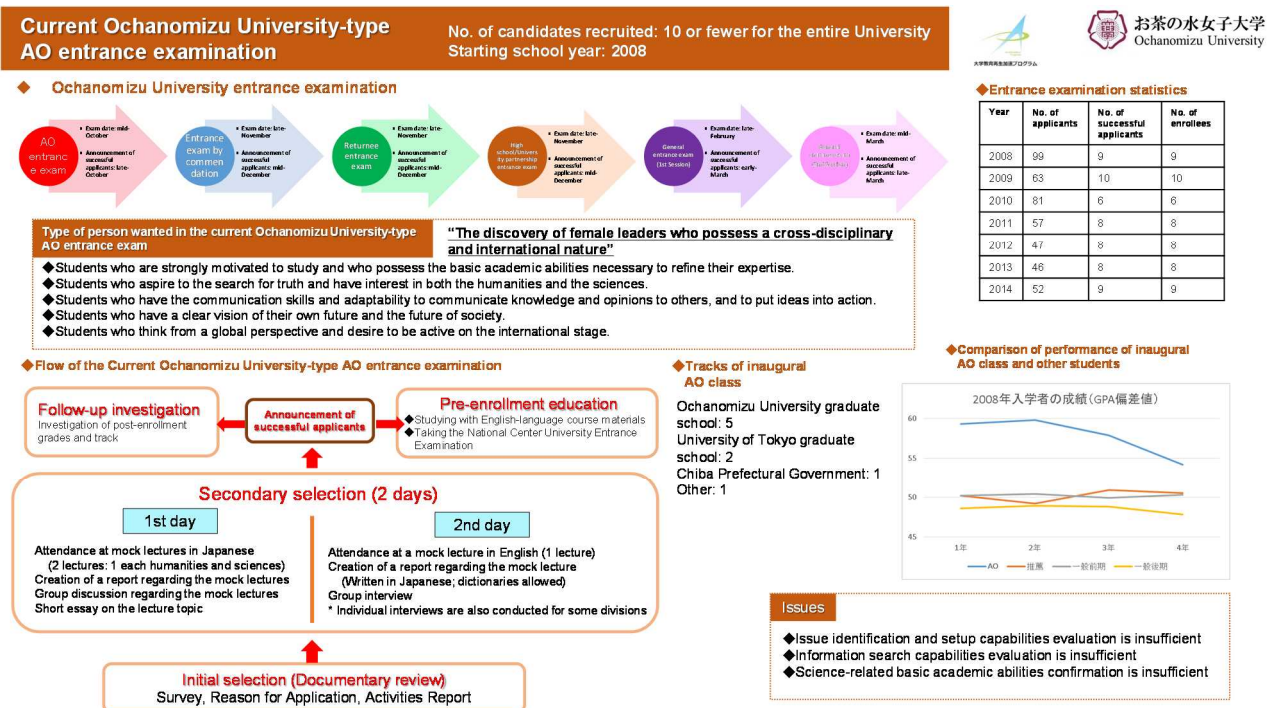 Current Ochanomizu University-type
AO entrance examination
No. of candidates recruited: 10 or fewer for the entire University
Starting school year: 2008
大学教育再生加速プログラム
お茶の水女子大学
Ochanomizu University
◆ Ochanomizu University entrance examination
AO
entranc
e exam
• Exam date: mid-
October
• Announcement of
successful
applicants: late-
October
Entrance
exam by
commen
dation
• Exam date: late-
November
• Announcement of
successful
applicants: mid-
December
Returnee
entrance
exam
• Exam date: late-
November
• Announcement of
successful
applicants: mid-
December
High
school/Univers
ity partnership
entrance exam
• Exam date: late-
November
• Announcement of
successful
applicants: mid-
December
General
entrance exam
(1st Session)
• Exam date: late-
February
• Announcement of
successful
applicants: early-
March
• Exam date: mid-
March
• Announcement of
successful
applicants: late-
March
◆Entrance examination statistics
Year No. of applicants No. of successful applicants No. of enrollees
2008 99 9 9
2009 63 10 10
2010 81 6 6
2011 57 8 8
2012 47 8 8
2013 46 8 8
2014 52 9 9
Type of person wanted in the current Ochanomizu University-type
AO entrance exam
“The discovery of female leaders who possess a cross-disciplinary
and international nature”
◆Students who are strongly motivated to study and who possess the basic academic abilities necessary to refine their expertise.
◆Students who aspire to the search for truth and have interest in both the humanities and the sciences.
◆Students who have the communication skills and adaptability to communicate knowledge and opinions to others, and to put ideas into action.
◆Students who have a clear vision of their own future and the future of society.
◆Students who think from a global perspective and desire to be active on the international stage.
◆Flow of the Current Ochanomizu University-type AO entrance examination
Follow-up investigation
Investigation of post-enrollment
grades and track
Announcement of
successful applicants
Pre-enrollment education
◆Studying with English-language course materials
◆Taking the National Center University Entrance
Examination
Secondary selection (2 days)
1st day
Attendance at mock lectures in Japanese
(2 lectures: 1 each humanities and sciences)
Creation of a report regarding the mock lectures
Group discussion regarding the mock lectures
Short essay on the lecture topic
2nd day
Attendance at a mock lecture in English (1 lecture)
Creation of a report regarding the mock lecture
(Written in Japanese; dictionaries allowed)
Group interview
* Individual interviews are also conducted for some divisions
Initial selection (Documentary review)
Survey, Reason for Application, Activities Report
◆Tracks of inaugural
AO class
Ochanomizu University graduate
school: 5
University of Tokyo graduate
school: 2
Chiba Prefectural Government: 1
Other: 1
◆Comparison of performance of inaugural
AO class and other students
2008年入学者の成績(GPA偏差値)
60
55
50
45
1年 2年 3年 4年
AO 推薦 一般前期 一般後期
Issues
◆Issue identification and setup capabilities evaluation is insufficient
◆Information search capabilities evaluation is insufficient
◆Science-related basic academic abilities confirmation is insufficient